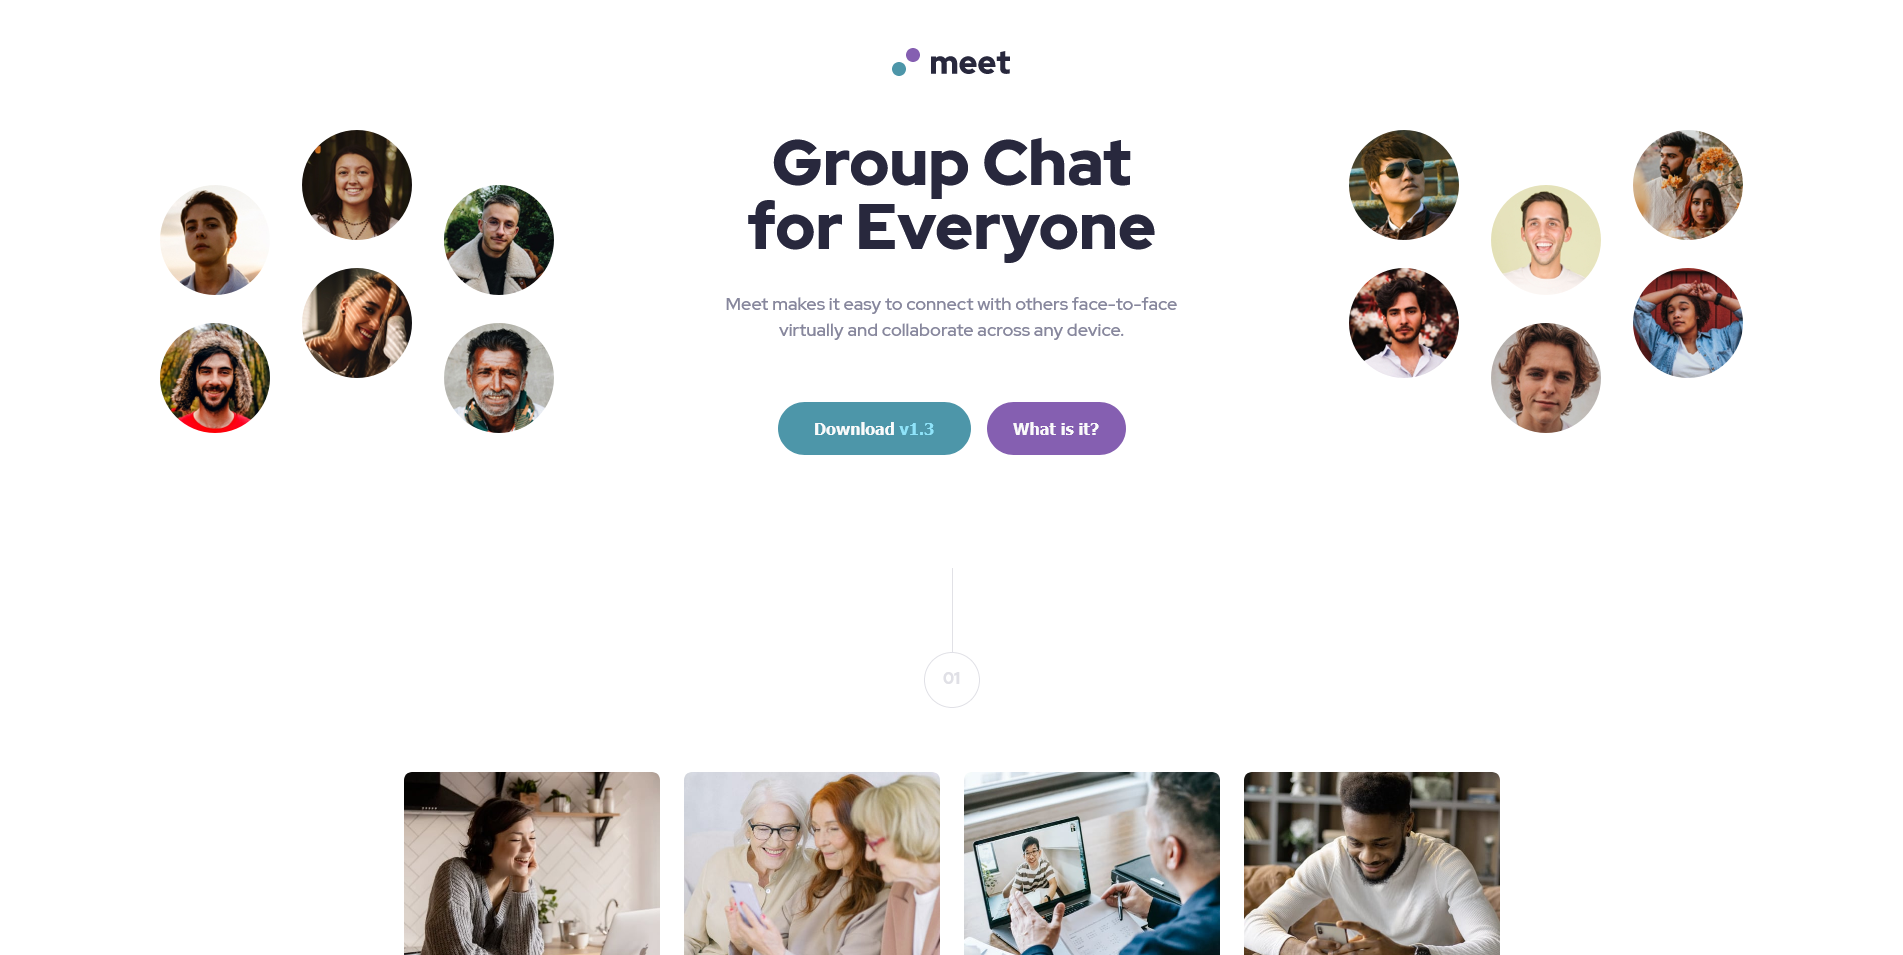 meet
Group Chat
for Everyone
Meet makes it easy to connect with others face-to-face
virtually and collaborate across any device.
Download v1.3
What is it?
01